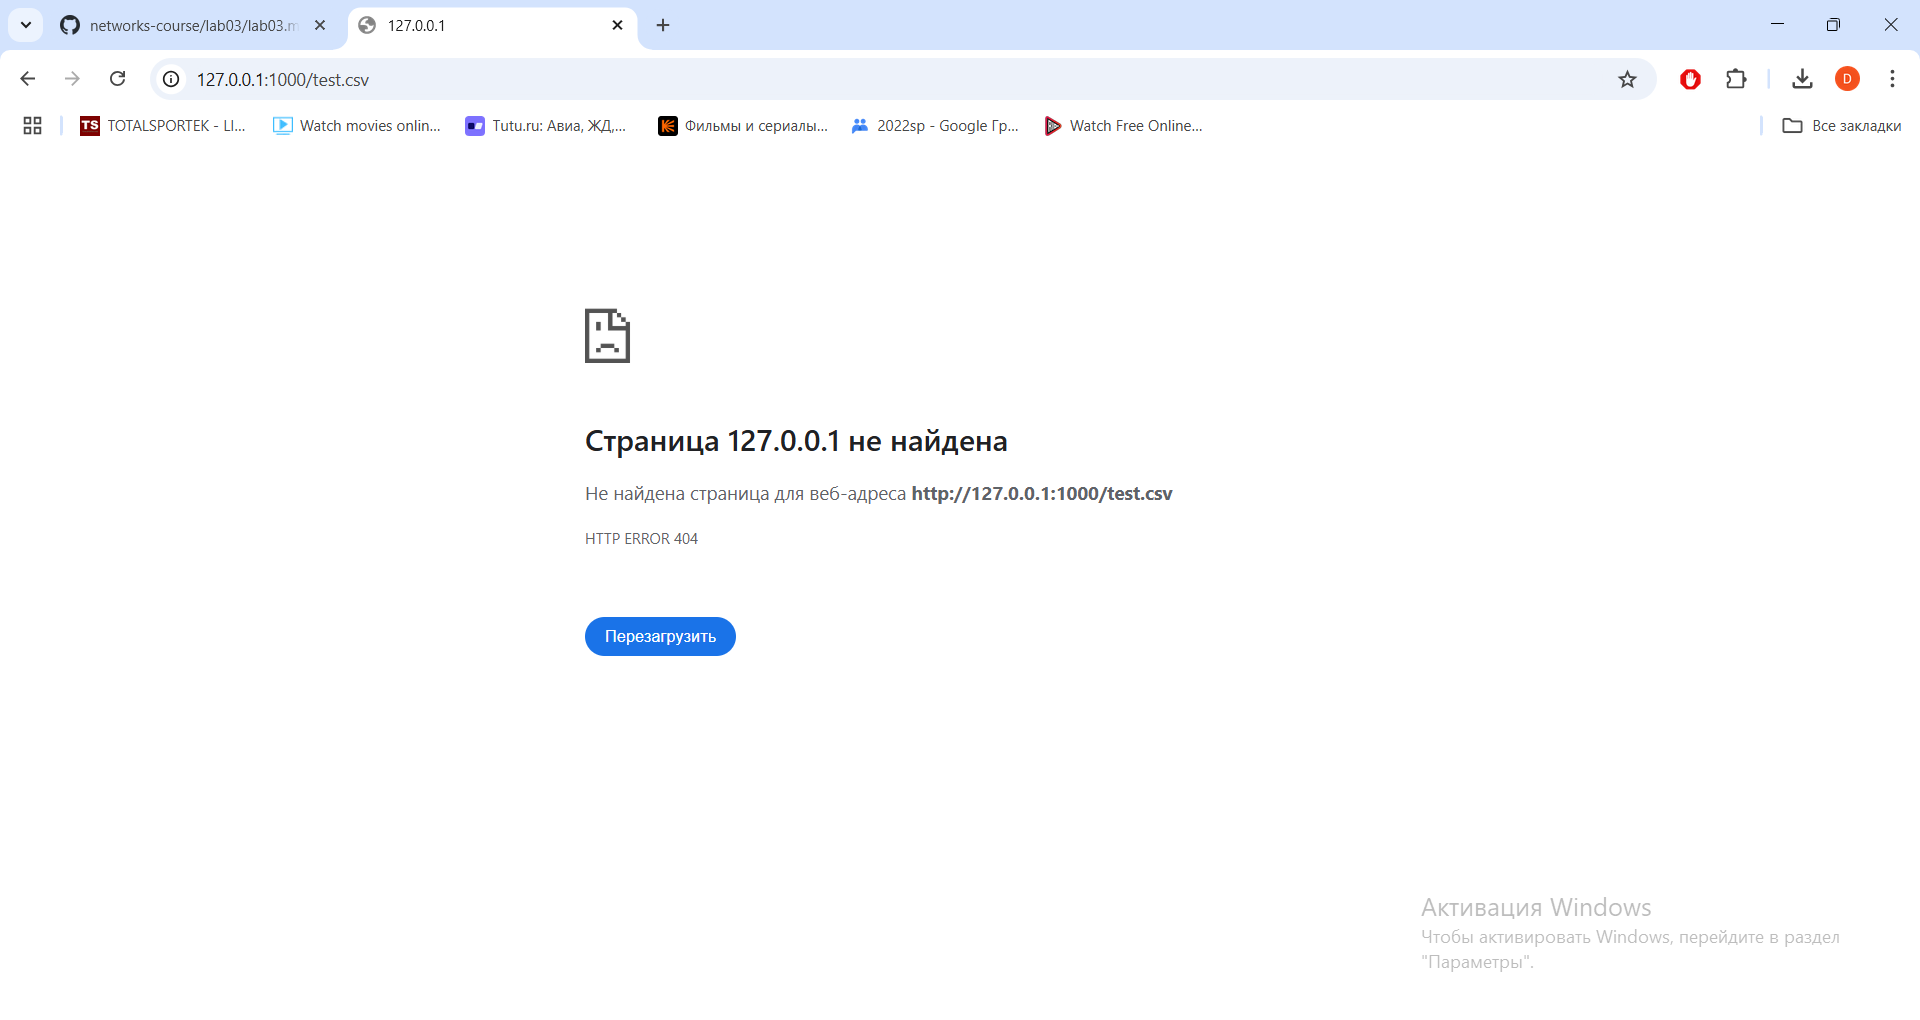 networks-course/lab03/lab03.m
127.0.0.1
127.0.0.1:1000/test.csv
D
TS TOTALSPORTEK - LI...
Watch movies onlin...
Tutu.ru: Авиа, ЖД,...
Фильмы и сериалы...
2022sp - Google Гр...
Watch Free Online...
Все закладки
Страница 127.0.0.1 не найдена
Не найдена страница для веб-адреса http://127.0.0.1:1000/test.csv
HTTP ERROR 404
Перезагрузить
Активация Windows
Чтобы активировать Windows, перейдите в раздел
"Параметры".